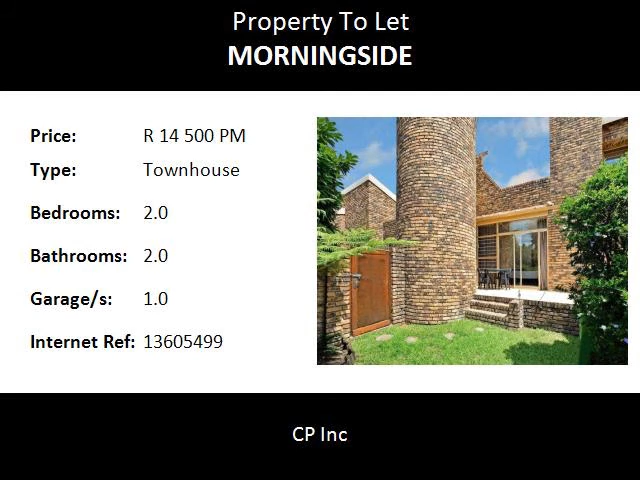 Property To Let
MORNINGSIDE
Price: R 14 500 PM
Type: Townhouse
Bedrooms: 2.0
Bathrooms: 2.0
Garage/s: 1.0
Internet Ref: 13605499
CP Inc